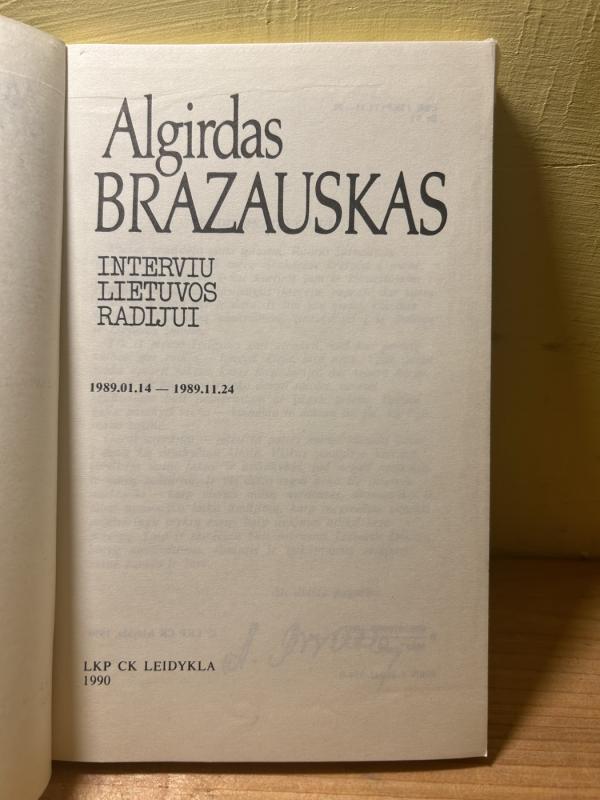 Algirdas
BRAZAUSKAS
INTERVIU
LIETUVOS
RADIJUI
1989.01.14 — 1989.11.24
LKP CK LEIDYKLA
1990